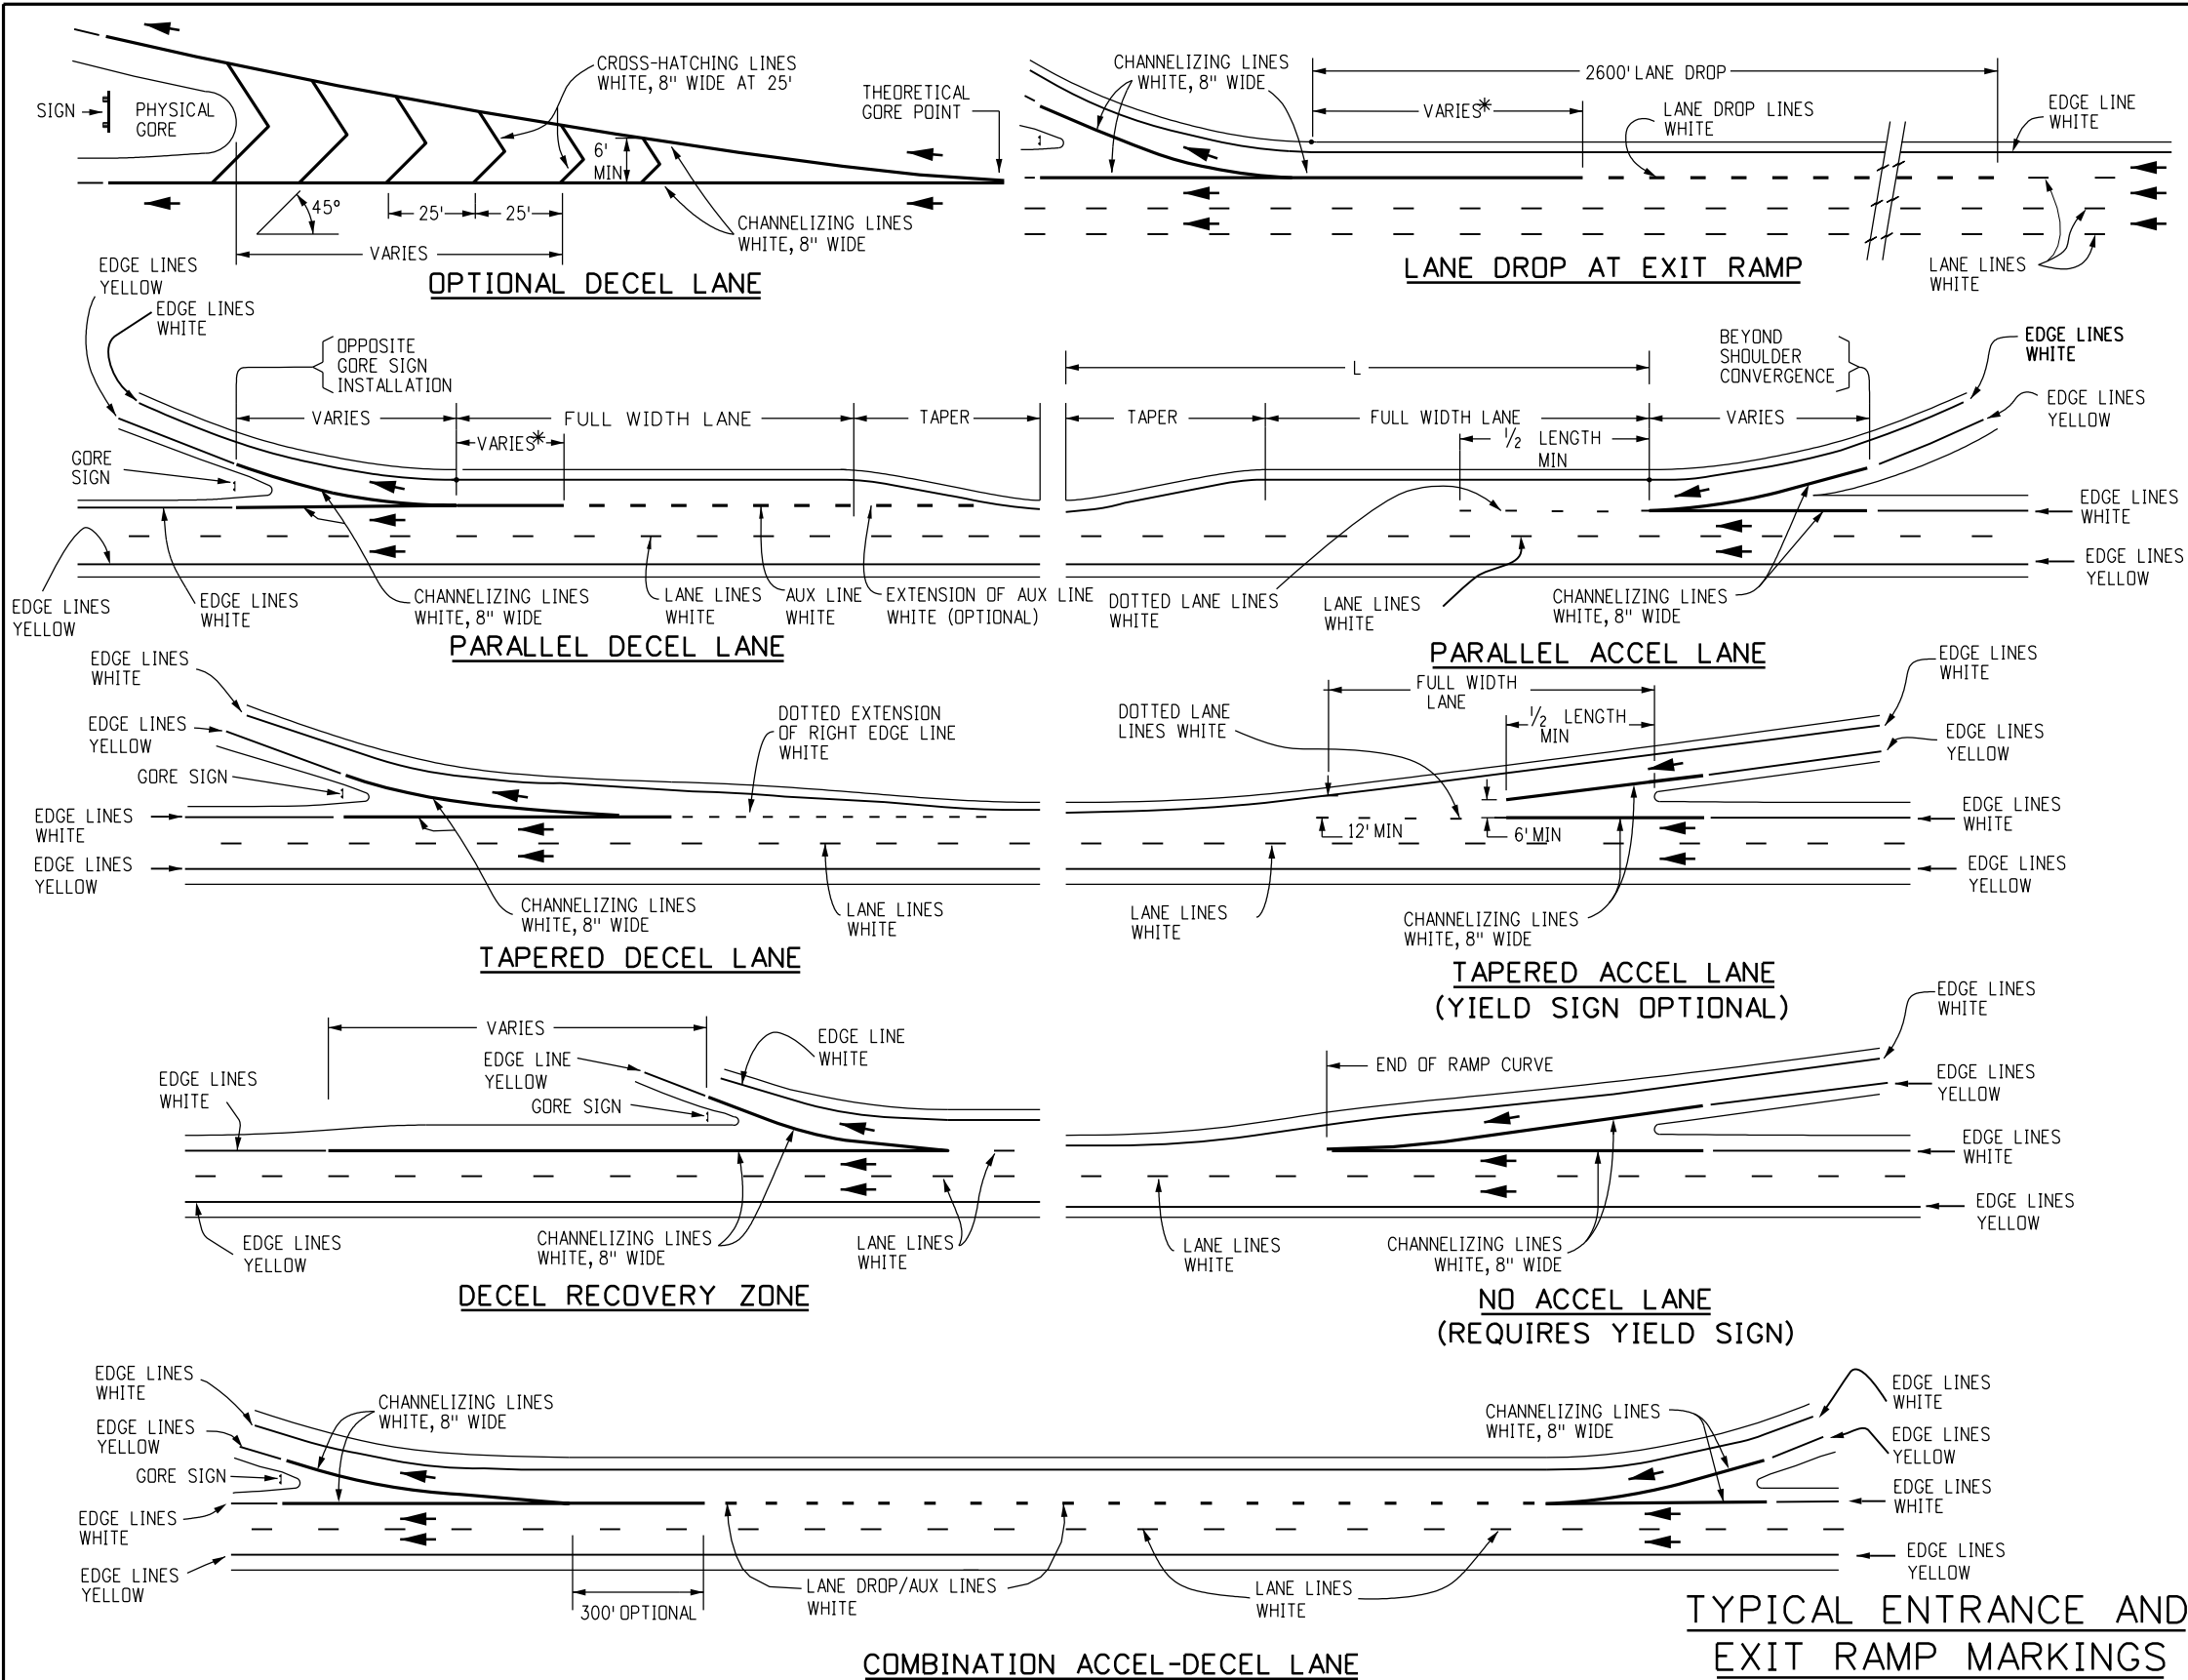 CROSS-HATCHING LINES
WHITE, 8" WIDE AT 25'
THEORETICAL
GORE POINT
SIGN
PHYSICAL
GORE
6'
MIN
45°
25'
25'
CHANNELIZING LINES
WHITE, 8" WIDE
VARIES
OPTIONAL DECEL LANE
CHANNELIZING LINES
WHITE, 8" WIDE
2600' LANE DROP
VARIES*
LANE DROP LINES
WHITE
EDGE LINE
WHITE
LANE LINES
WHITE
LANE DROP AT EXIT RAMP
EDGE LINES
YELLOW
EDGE LINES
WHITE
OPPOSITE
GORE SIGN
INSTALLATION
VARIES
FULL WIDTH LANE
TAPER
VARIES*
GORE
SIGN
EDGE LINES
YELLOW
EDGE LINES
WHITE
CHANNELIZING LINES
WHITE, 8" WIDE
LANE LINES
WHITE
AUX LINE
WHITE
EXTENSION OF AUX LINE
WHITE (OPTIONAL)
PARALLEL DECEL LANE
L
BEYOND
SHOULDER
CONVERGENCE
EDGE LINES
WHITE
EDGE LINES
YELLOW
TAPER
FULL WIDTH LANE
VARIES
1/2 LENGTH
MIN
EDGE LINES
WHITE
EDGE LINES
YELLOW
DOTTED LANE LINES
WHITE
LANE LINES
WHITE
CHANNELIZING LINES
WHITE, 8" WIDE
PARALLEL ACCEL LANE
EDGE LINES
WHITE
EDGE LINES
YELLOW
GORE SIGN
DOTTED EXTENSION
OF RIGHT EDGE LINE
WHITE
EDGE LINES
WHITE
EDGE LINES
YELLOW
CHANNELIZING LINES
WHITE, 8" WIDE
LANE LINES
WHITE
TAPERED DECEL LANE
FULL WIDTH
LANE
DOTTED LANE
LINES WHITE
1/2 LENGTH
MIN
EDGE LINES
WHITE
EDGE LINES
YELLOW
12' MIN
6' MIN
EDGE LINES
WHITE
EDGE LINES
YELLOW
LANE LINES
WHITE
CHANNELIZING LINES
WHITE, 8" WIDE
TAPERED ACCEL LANE
(YIELD SIGN OPTIONAL)
VARIES
EDGE LINE
WHITE
EDGE LINE
YELLOW
EDGE LINES
WHITE
GORE SIGN
EDGE LINES
YELLOW
CHANNELIZING LINES
WHITE, 8" WIDE
LANE LINES
WHITE
DECEL RECOVERY ZONE
END OF RAMP CURVE
EDGE LINES
WHITE
EDGE LINES
YELLOW
EDGE LINES
WHITE
EDGE LINES
YELLOW
LANE LINES
WHITE
CHANNELIZING LINES
WHITE, 8" WIDE
NO ACCEL LANE
(REQUIRES YIELD SIGN)
EDGE LINES
WHITE
EDGE LINES
YELLOW
GORE SIGN
EDGE LINES
WHITE
EDGE LINES
YELLOW
CHANNELIZING LINES
WHITE, 8" WIDE
300' OPTIONAL
LANE DROP/AUX LINES
WHITE
LANE LINES
WHITE
CHANNELIZING LINES
WHITE, 8" WIDE
EDGE LINES
WHITE
EDGE LINES
YELLOW
EDGE LINES
WHITE
EDGE LINES
YELLOW
COMBINATION ACCEL-DECEL LANE
TYPICAL ENTRANCE AND
EXIT RAMP MARKINGS